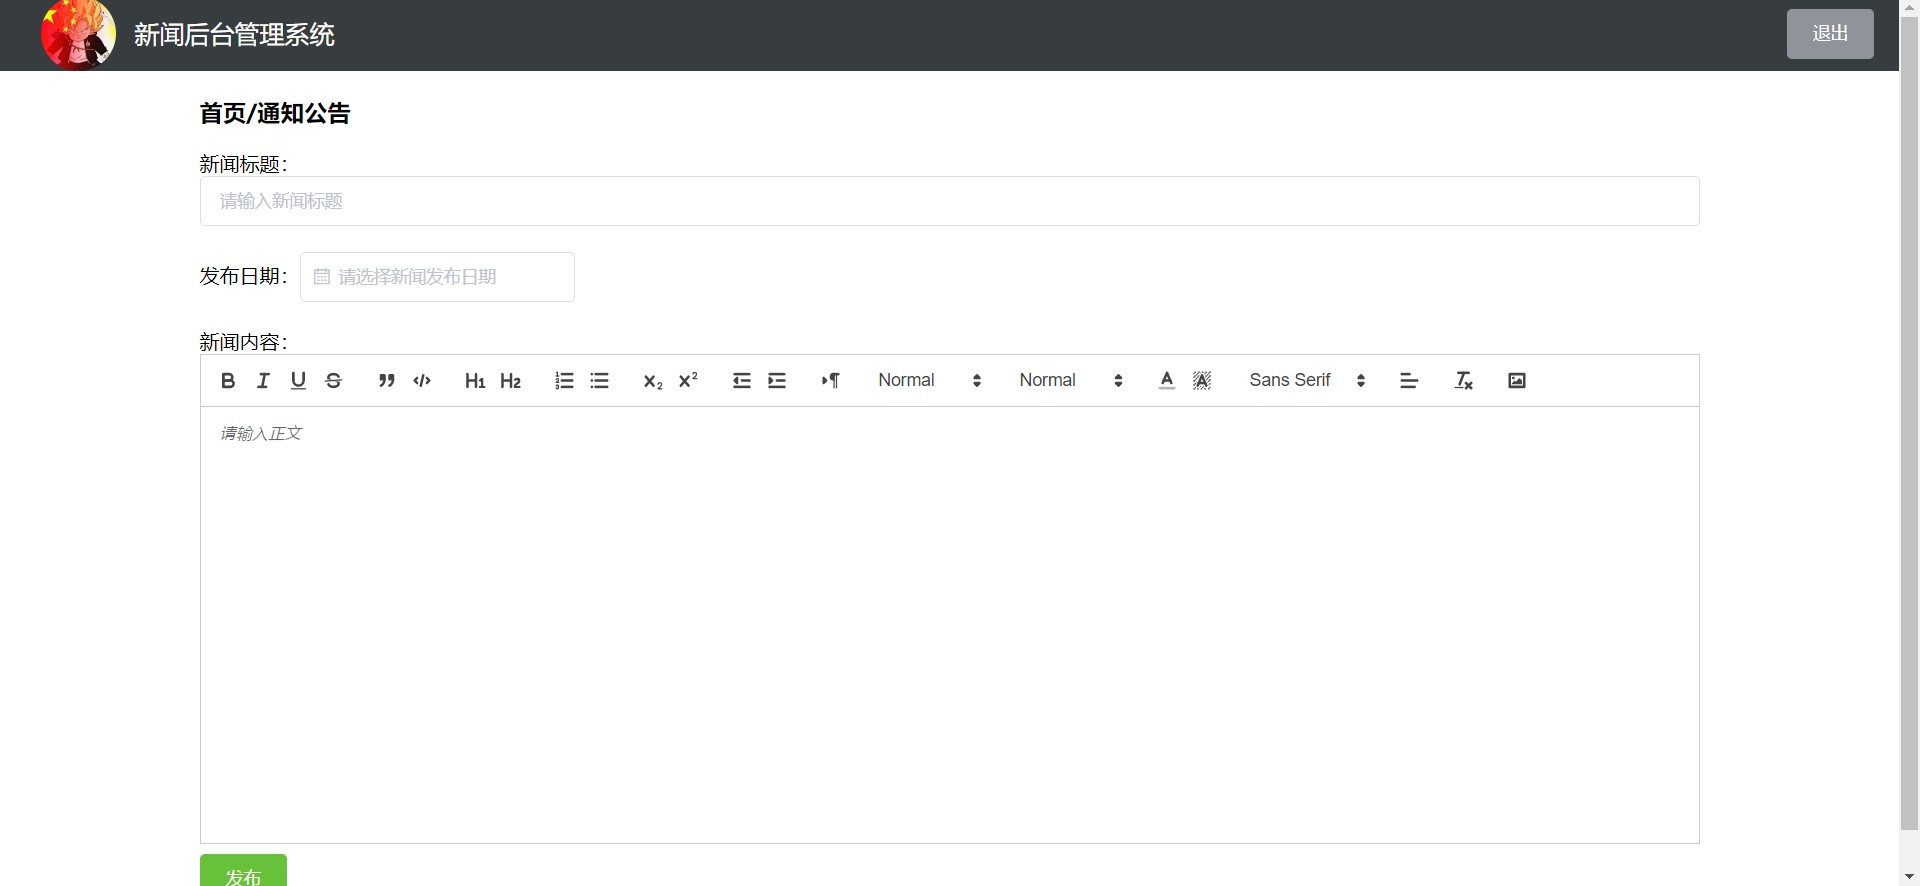 新闻后台管理系统
退出
首页/通知公告
新闻标题：
请输入新闻标题
发布日期： 请选择新闻发布日期
新闻内容：
B I U S H1 H2 X2 X2 Normal Normal A A Sans Serif Tx
请输入正文
发布